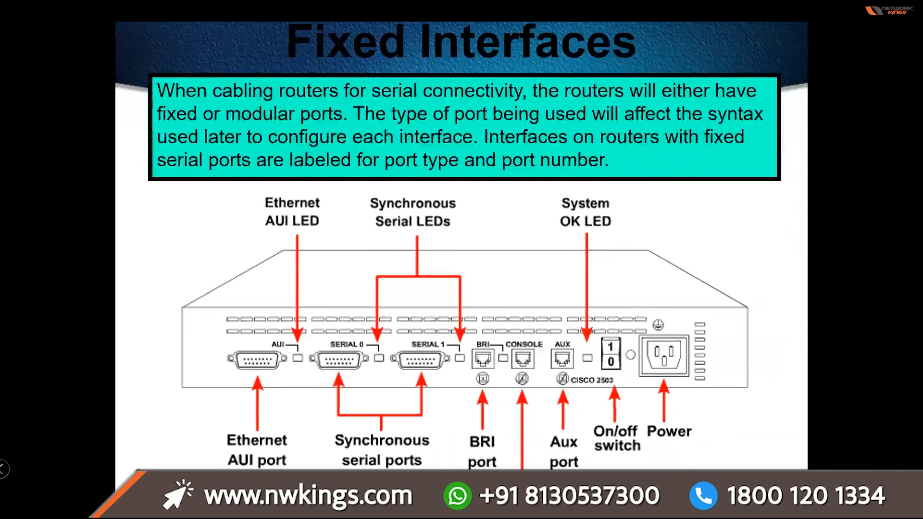 NETWORK
KINGS
Fixed Interfaces
When cabling routers for serial connectivity, the routers will either have
fixed or modular ports. The type of port being used will affect the syntax
used later to configure each interface. Interfaces on routers with fixed
serial ports are labeled for port type and port number.
Ethernet
AUI LED
Synchronous
Serial LEDs
System
OK LED
AUI
SERIAL 0
SERIAL 1
BRI
CONSOLE
AUX
1
0
CISCO 2503
Ethernet
AUI port
Synchronous
serial ports
BRI
port
Aux
port
On/off
switch
Power
www.nwkings.com
+91 8130537300
1800 120 1334